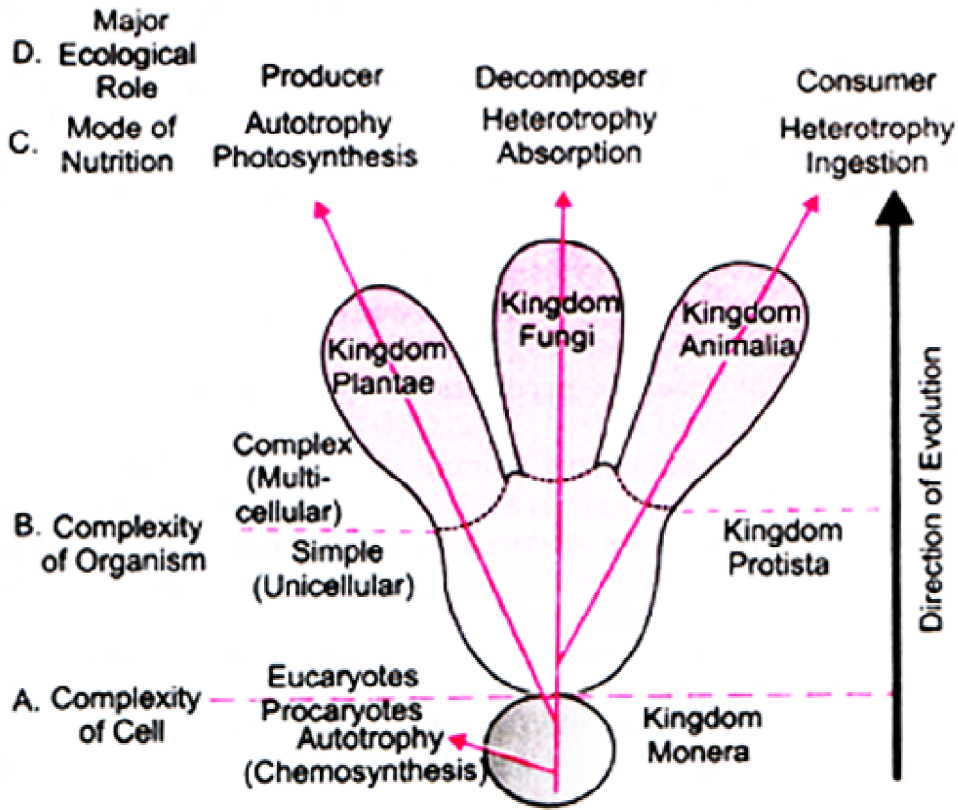 D. Major
Ecological
Role
Producer
Decomposer
Consumer
C. Mode of
Nutrition
Autotrophy
Photosynthesis
Heterotrophy
Absorption
Heterotrophy
Ingestion
Kingdom
Plantae
Kingdom
Fungi
Kingdom
Animalia
Direction of Evolution
Complex
(Multi-
cellular)
B. Complexity
of Organism
Simple
(Unicellular)
Kingdom
Protista
Eucaryotes
A. Complexity
of Cell
Procaryotes
Autotrophy
(Chemosynthesis)
Kingdom
Monera